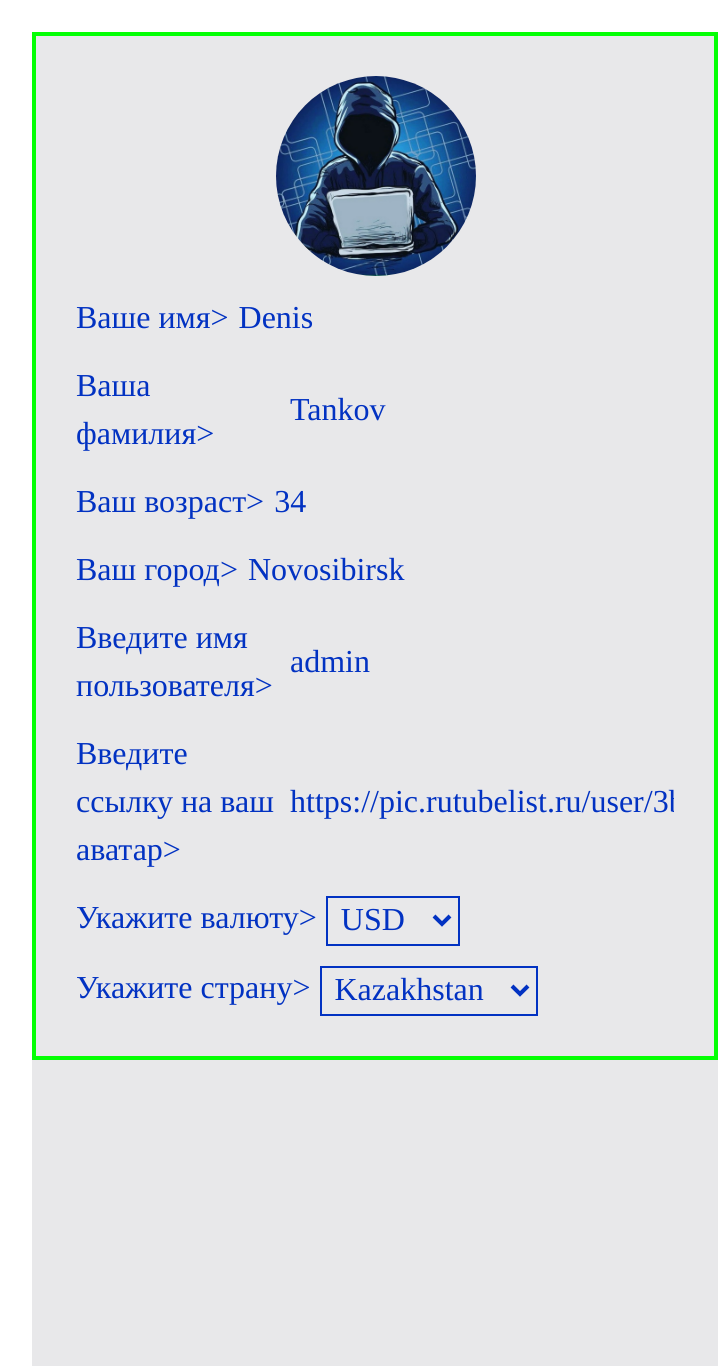 Ваше имя> Denis
Ваша
фамилия>
Tankov
Ваш возраст> 34
Ваш город> Novosibirsk
Введите имя
пользователя>
admin
Введите
ссылку на ваш
аватар>
https://pic.rutubelist.ru/user/3
Укажите валюту> USD
Укажите страну> Kazakhstan